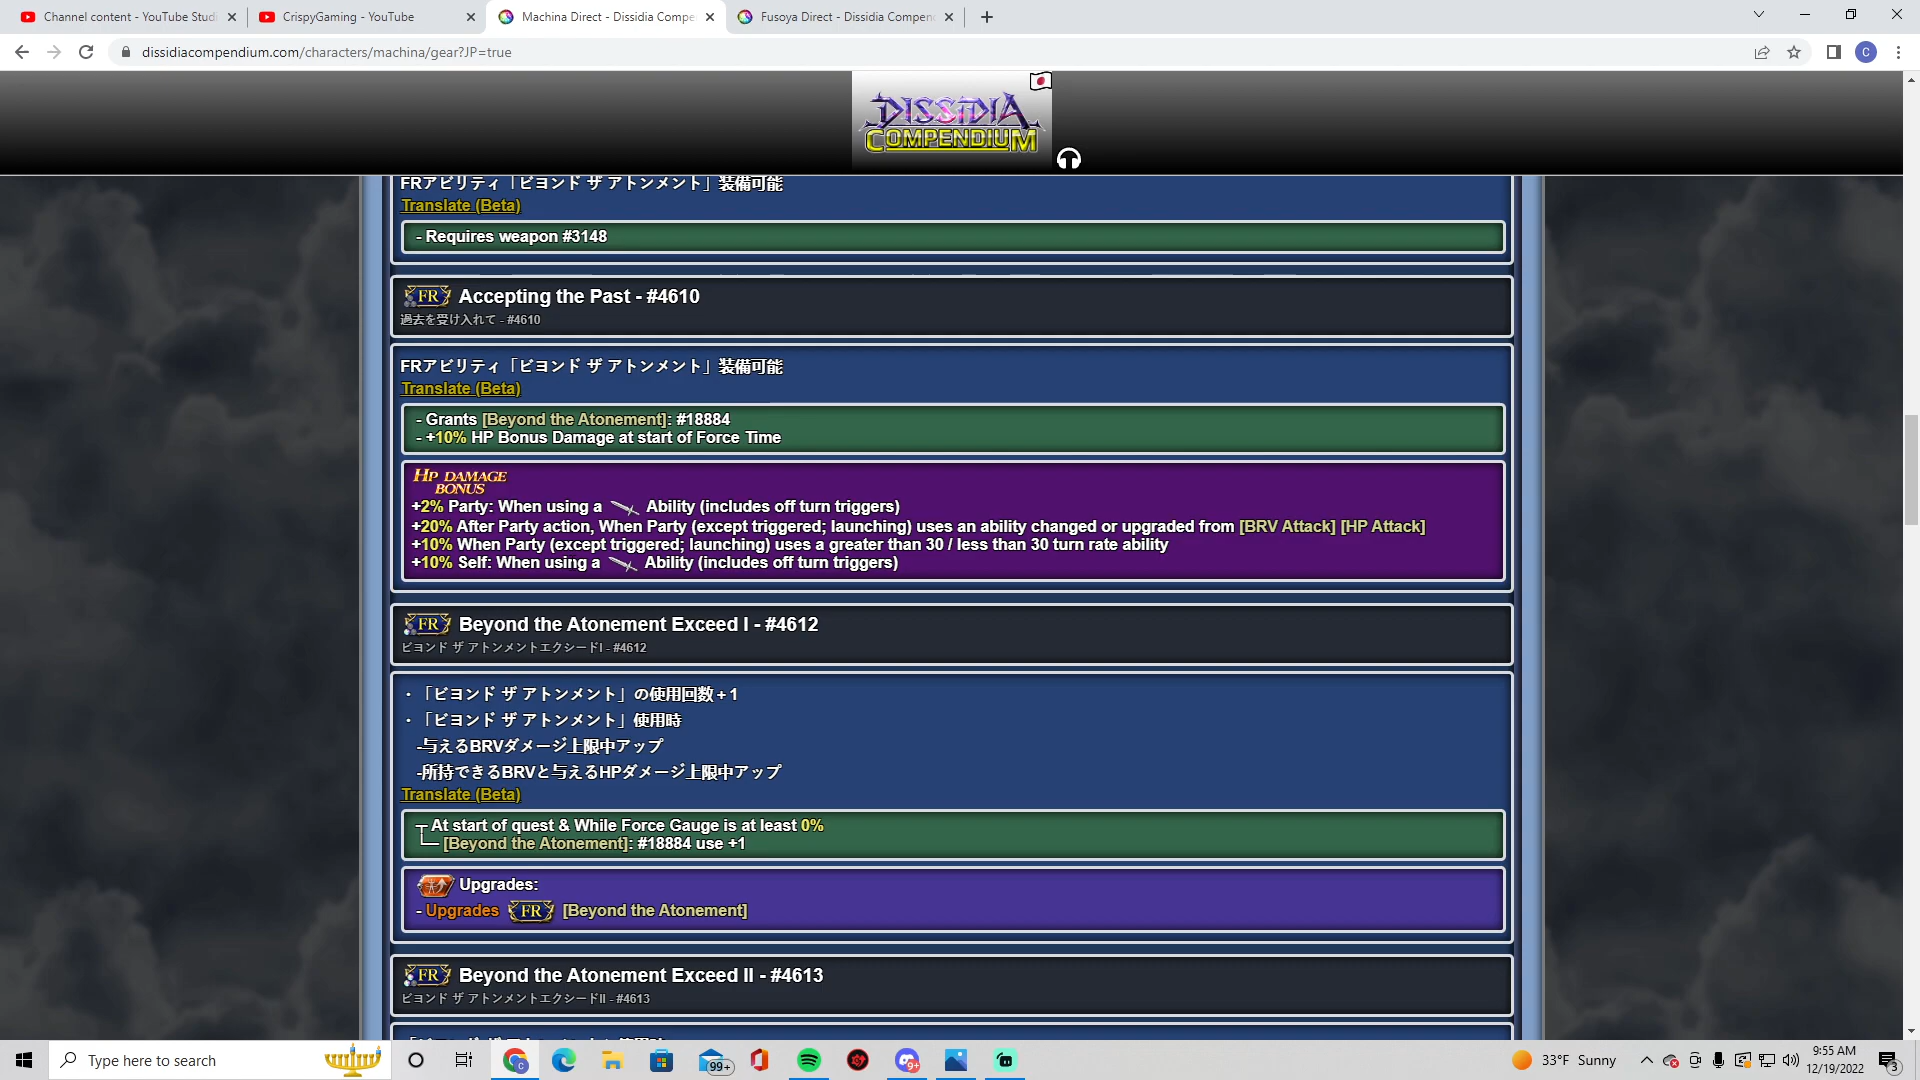 Channel content - YouTube Studi
CrispyGaming - YouTube
Machina Direct - Dissidia Compe
Fusoya Direct - Dissidia Compen
dissidiacompendium.com/characters/machina/gear?JP=true
C
DISSIDIA
COMPENDIUM
FRアビリティ「ビヨンド ザ アトンメント」装備可能
Translate (Beta)
- Requires weapon #3148
FR Accepting the Past - #4610
過去を受け入れて - #4610
FRアビリティ「ビヨンド ザ アトンメント」装備可能
Translate (Beta)
- Grants [Beyond the Atonement]: #18884
- +10% HP Bonus Damage at start of Force Time
HP DAMAGE
BONUS
+2% Party: When using a Ability (includes off turn triggers)
+20% After Party action, When Party (except triggered; launching) uses an ability changed or upgraded from [BRV Attack] [HP Attack]
+10% When Party (except triggered; launching) uses a greater than 30 / less than 30 turn rate ability
+10% Self: When using a Ability (includes off turn triggers)
FR Beyond the Atonement Exceed I - #4612
ビヨンド ザ アトンメントエクシードI - #4612
・「ビヨンド ザ アトンメント」の使用回数＋1
・「ビヨンド ザ アトンメント」使用時
-与えるBRVダメージ上限中アップ
-所持できるBRVと与えるHPダメージ上限中アップ
Translate (Beta)
At start of quest & While Force Gauge is at least 0%
[Beyond the Atonement]: #18884 use +1
Upgrades:
- Upgrades FR [Beyond the Atonement]
FR Beyond the Atonement Exceed II - #4613
ビヨンド ザ アトンメントエクシードII - #4613
Type here to search
C
99+
9+
33°F Sunny
9:55 AM
12/19/2022
3